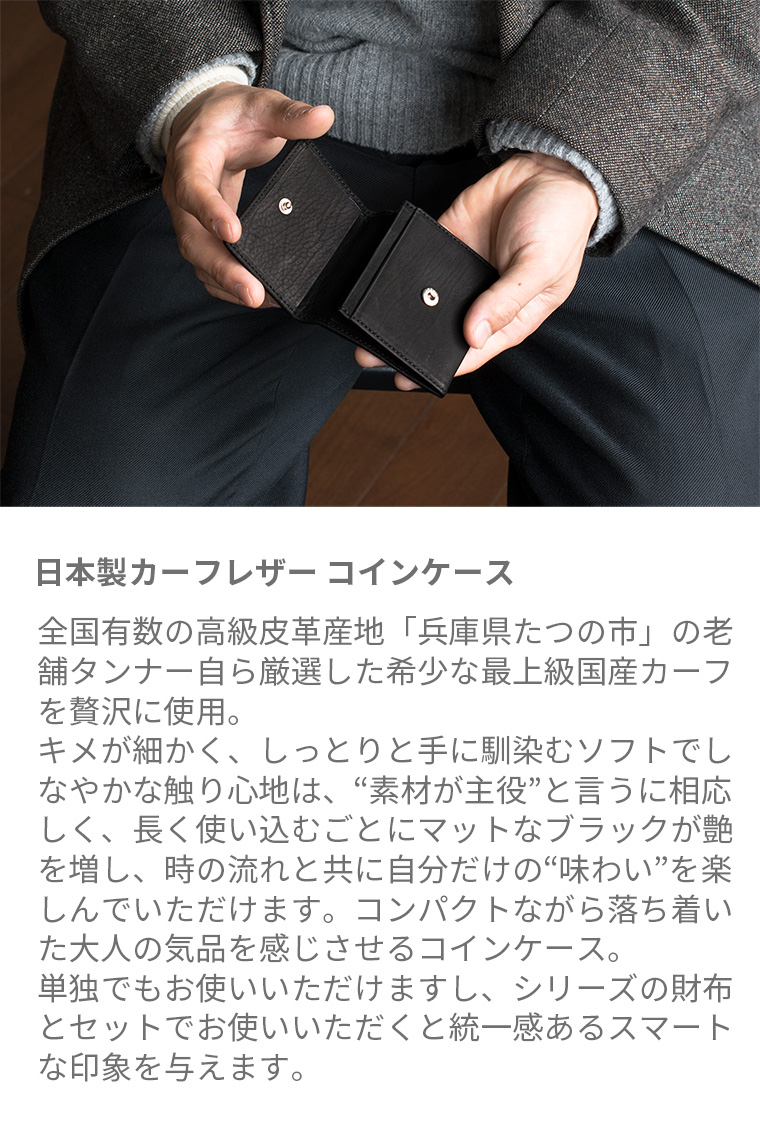 日本製カーフレザー コインケース
全国有数の高級皮革産地「兵庫県たつの市」の老
舗タンナー自ら厳選した希少な最上級国産カーフ
を贅沢に使用。
キメが細かく、しっとりと手に馴染むソフトでし
なやかな触り心地は、“素材が主役”と言うに相応
しく、長く使い込むごとにマットなブラックが艶
を増し、時の流れと共に自分だけの“味わい”を楽
しんでいただけます。コンパクトながら落ち着い
た大人の気品を感じさせるコインケース。
単独でもお使いいただけますし、シリーズの財布
とセットでお使いいただくと統一感あるスマート
な印象を与えます。